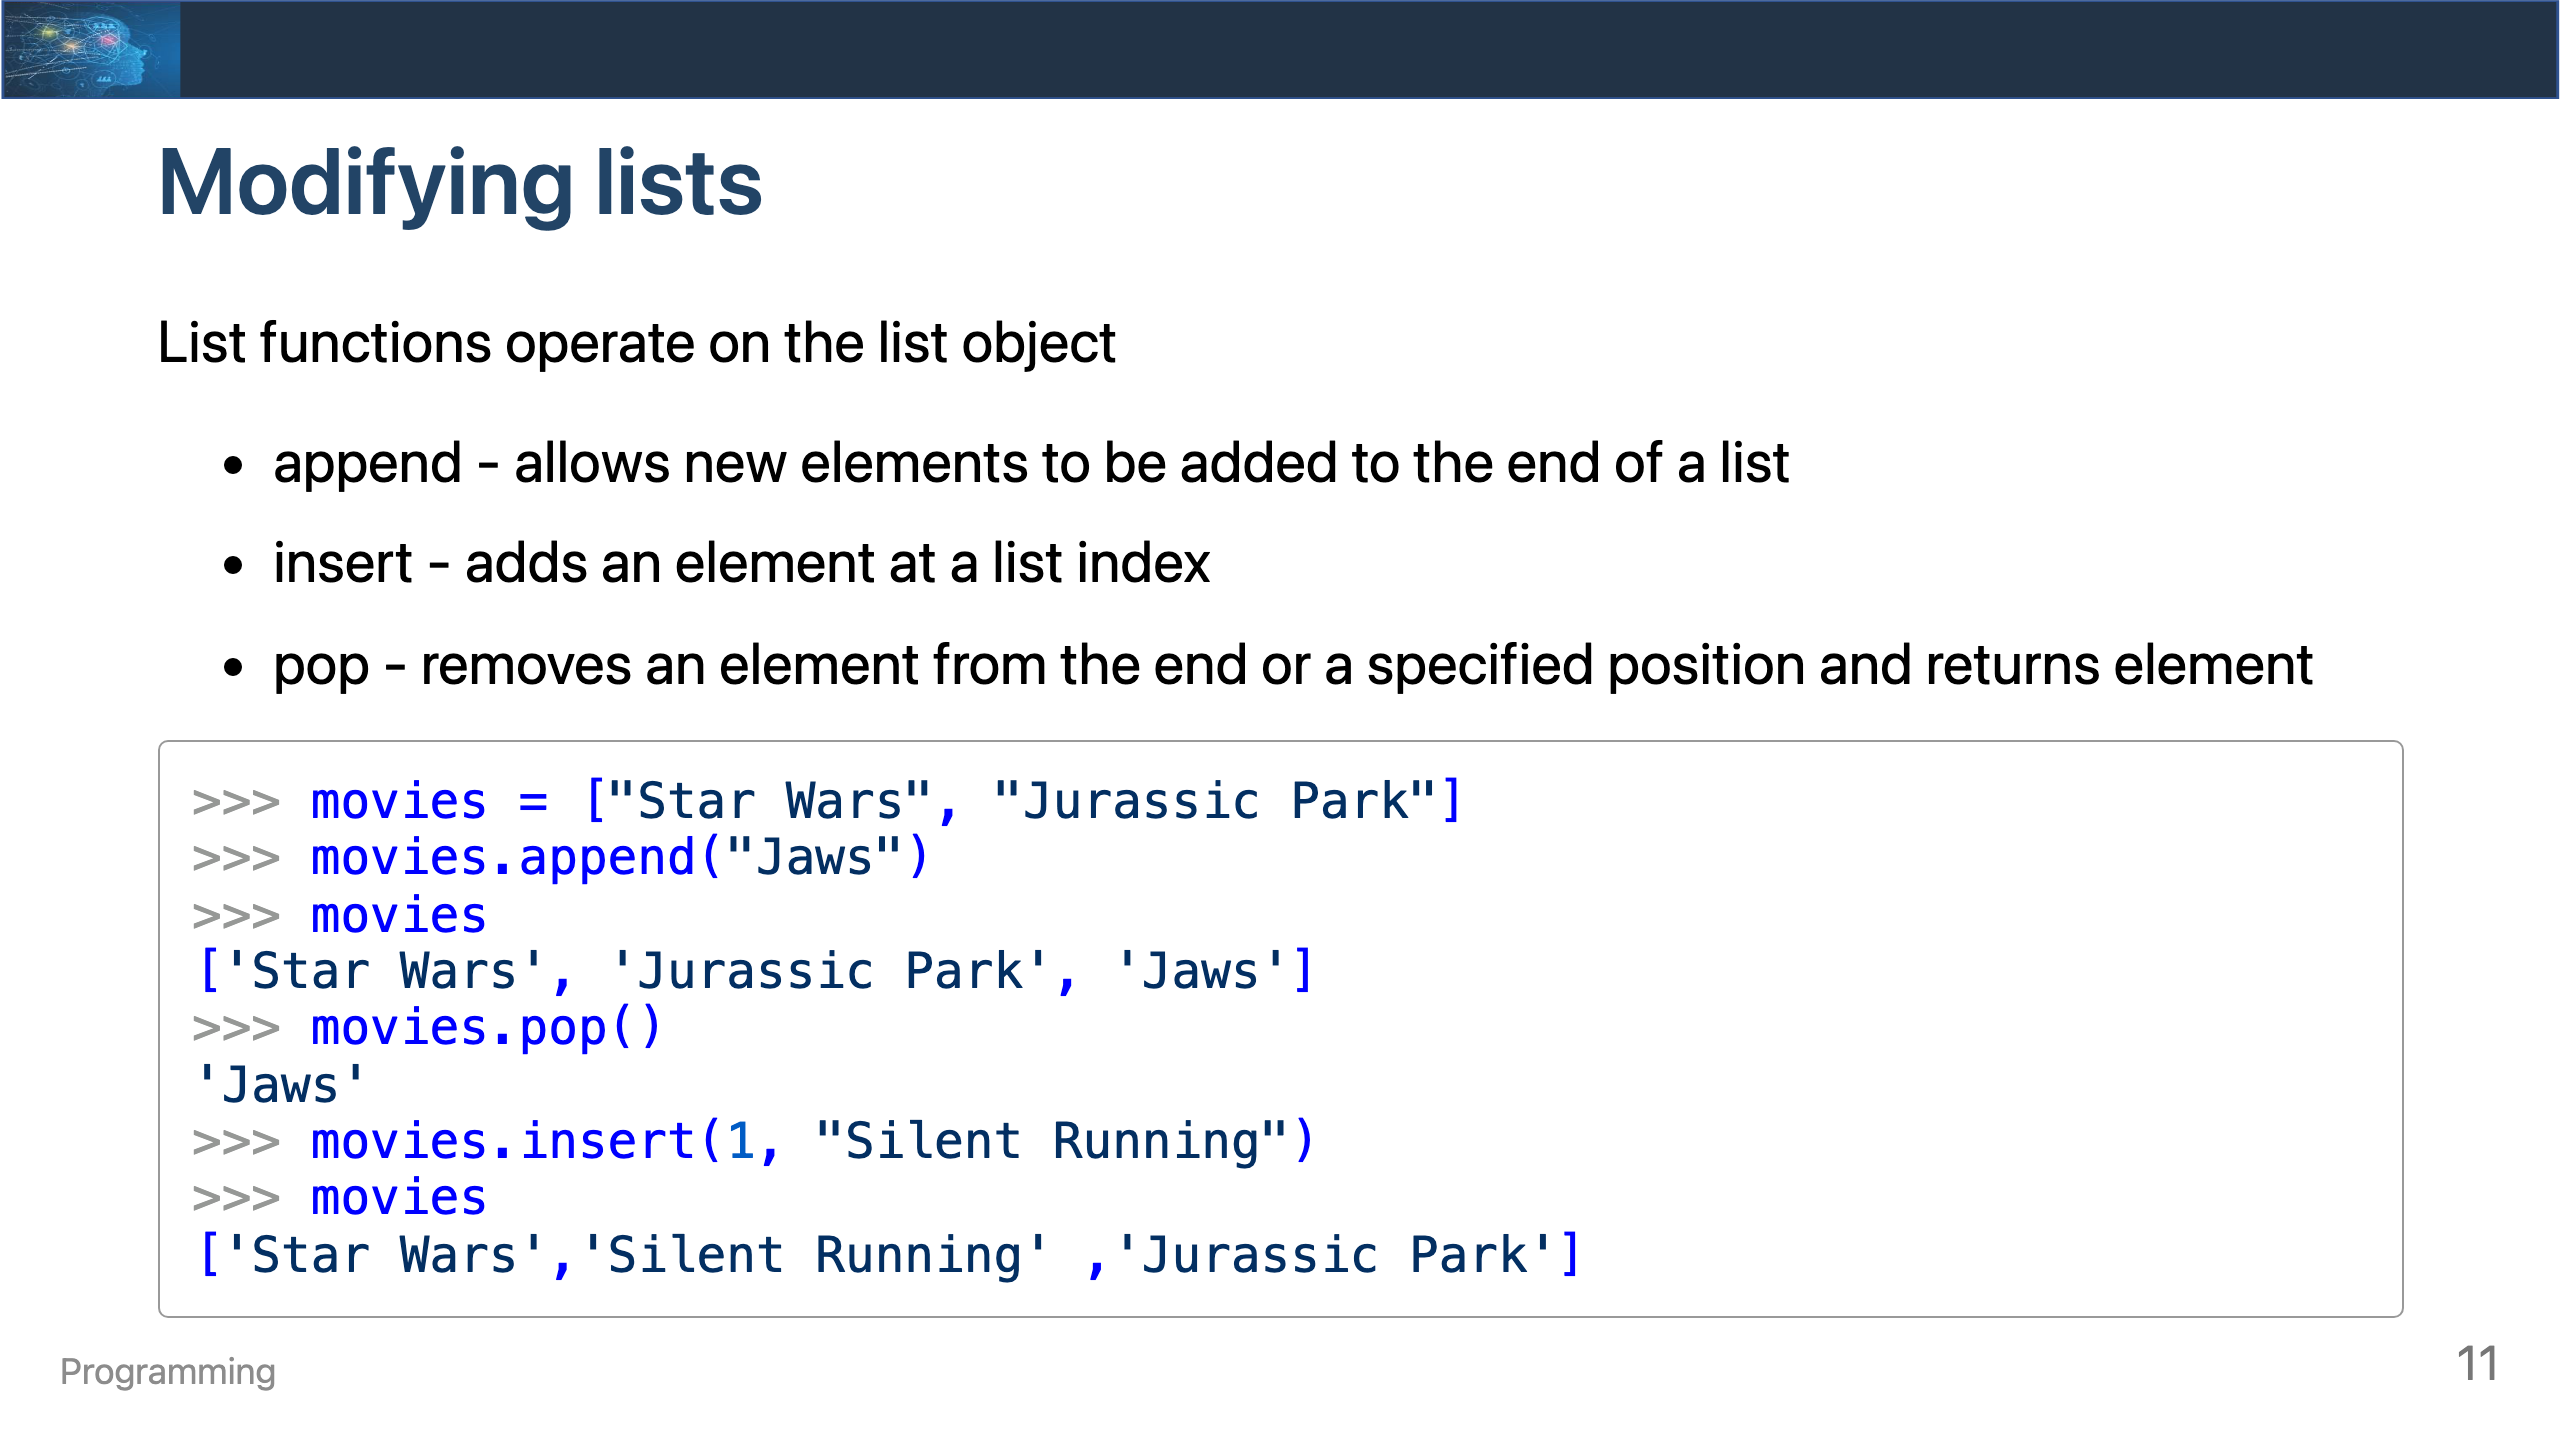 Modifying lists
List functions operate on the list object
• append - allows new elements to be added to the end of a list
• insert - adds an element at a list index
• pop - removes an element from the end or a specified position and returns element
>>> movies = ["Star Wars", "Jurassic Park"]
>>> movies.append("Jaws")
>>> movies
['Star Wars', 'Jurassic Park', 'Jaws']
>>> movies.pop()
'Jaws'
>>> movies.insert(1, "Silent Running")
>>> movies
['Star Wars','Silent Running' ,'Jurassic Park']
Programming
11